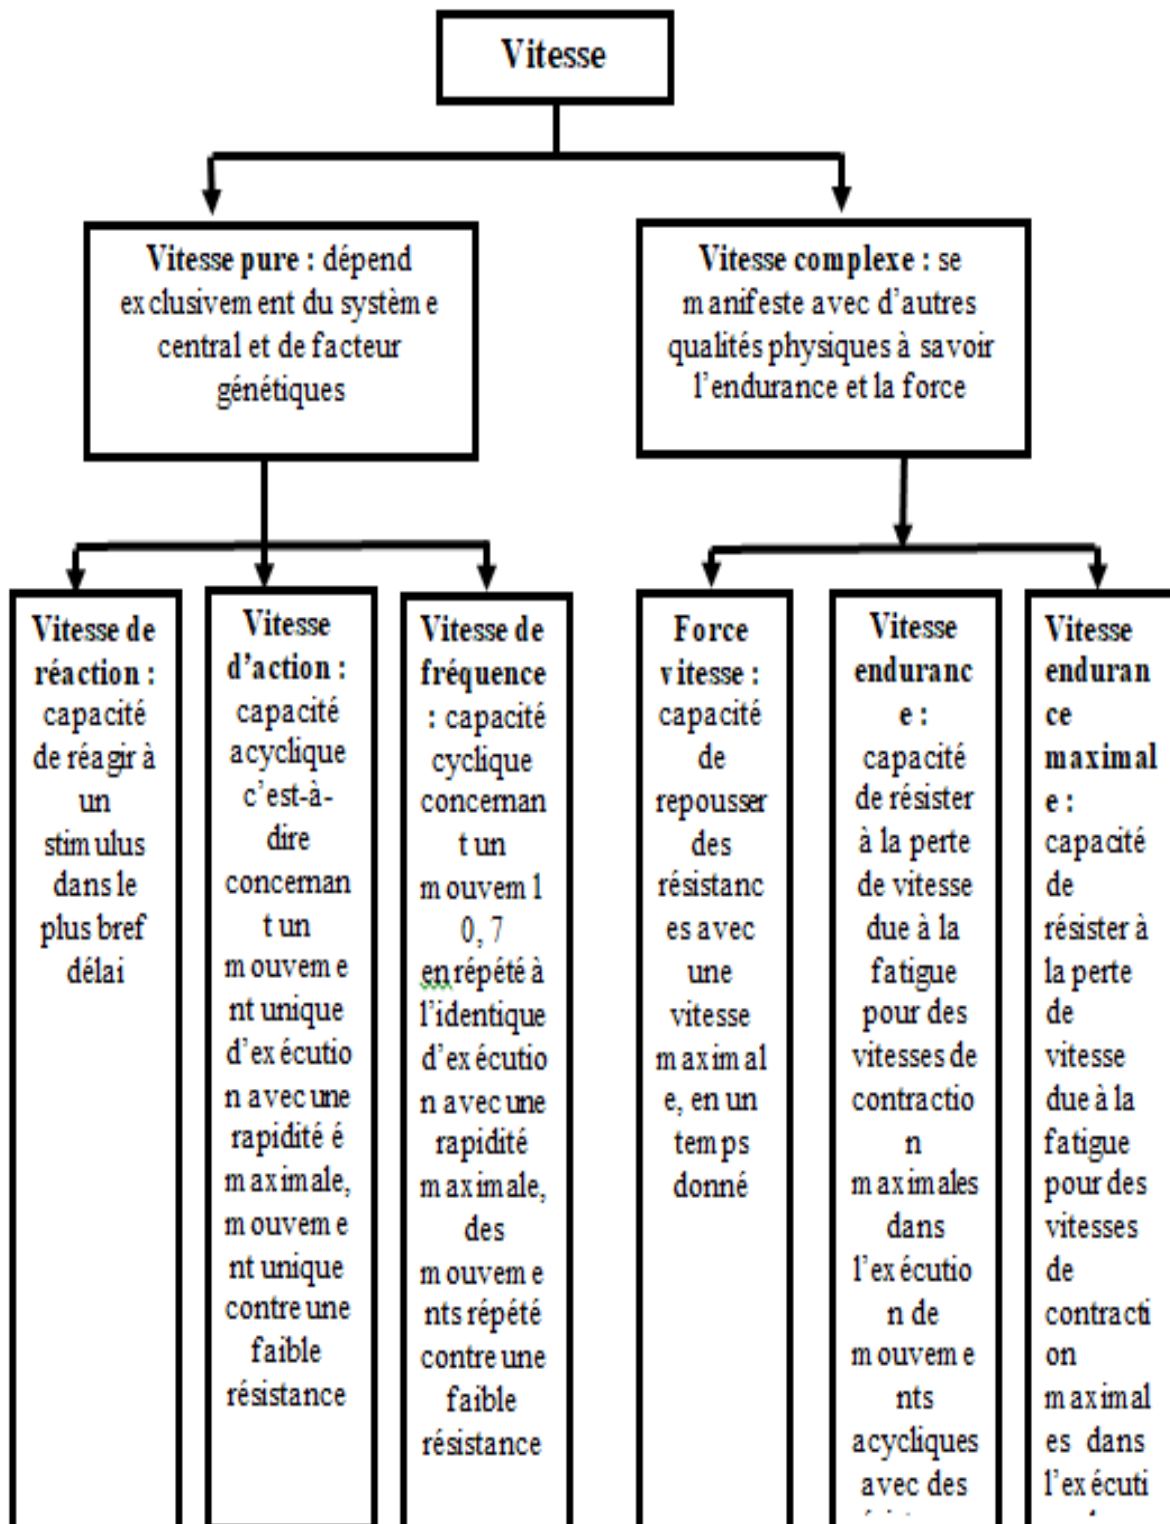 Vitesse
Vitesse pure : dépend
exclusivement du système
central et de facteur
génétiques
Vitesse complexe : se
manifeste avec d’autres
qualités physiques à savoir
l’endurance et la force
Vitesse de
réaction :
capacité
de réagir à
un
stimulus
dans le
plus bref
délai
Vitesse
d’action :
capacité
acyclique
c’est-à-
dire
concernan
t un
mouveme
nt unique
d’exécutio
n avec une
rapidité é
maximale,
mouveme
nt unique
contre une
faible
résistance
Vitesse de
fréquence
: capacité
cyclique
concernan
t un
mouvem 1
0, 7
en répété à
l’identique
d’exécutio
n avec une
rapidité
maximale,
des
mouveme
nts répété
contre une
faible
résistance
Force
vitesse :
capacité
de
repousser
des
résistanc
es avec
une
vitesse
maximal
e, en un
temps
donné
Vitesse
enduranc
e :
capacité
de résister
à la perte
de vitesse
due à la
fatigue
pour des
vitesses de
contractio
n
maximales
dans
l’exécutio
n de
mouveme
nts
acycliques
avec des
Vitesse
enduran
ce
maximal
e :
capacité
de
résister à
la perte
de
vitesse
due à la
fatigue
pour des
vitesses
de
contracti
on
maximal
es dans
l’exécuti